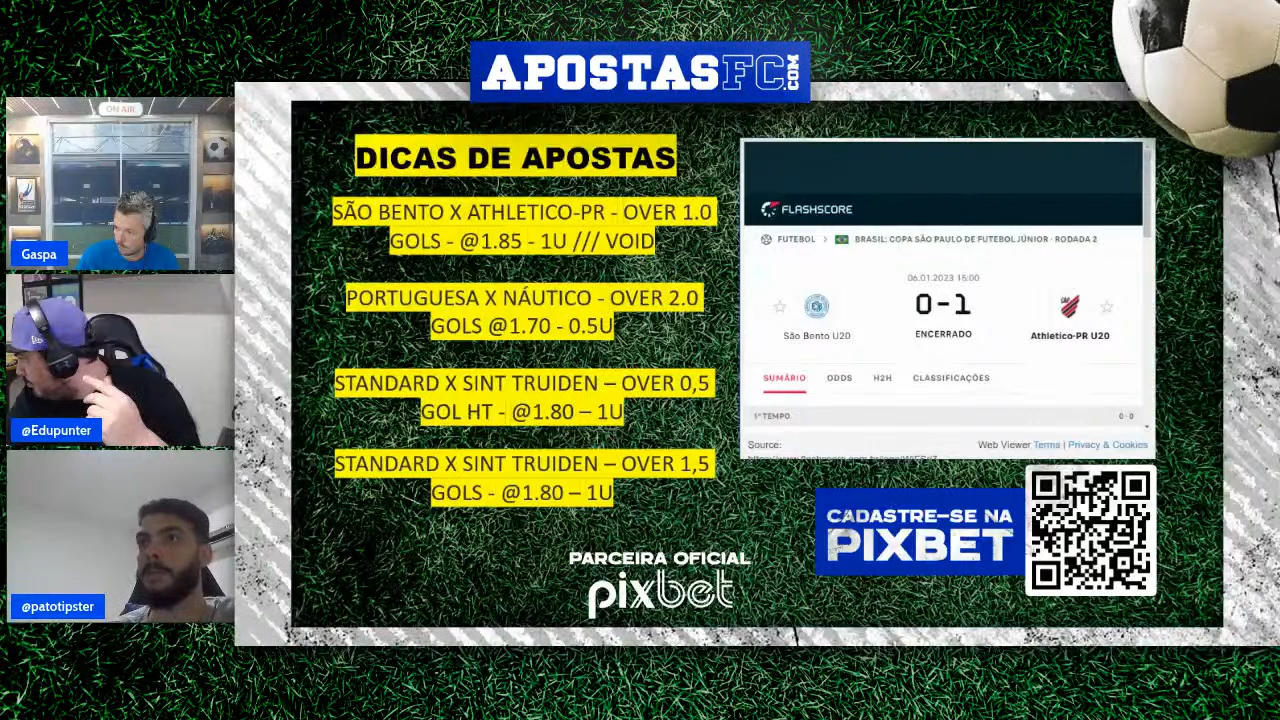 APOSTASFC.COM
ON AIR
Gaspa
@Edupunter
@patotipster
DICAS DE APOSTAS
SÃO BENTO X ATHLETICO-PR - OVER 1.0
GOLS - @1.85 - 1U /// VOID
PORTUGUESA X NÁUTICO - OVER 2.0
GOLS @1.70 - 0.5U
STANDARD X SINT TRUIDEN – OVER 0,5
GOL HT - @1.80 – 1U
STANDARD X SINT TRUIDEN – OVER 1,5
GOLS - @1.80 – 1U
FLASHSCORE
FUTEBOL > BRASIL: COPA SÃO PAULO DE FUTEBOL JÚNIOR - RODADA 2
06.01.2023 15:00
0-1
ENCERRADO
São Bento U20
Athletico-PR U20
SUMÁRIO ODDS H2H CLASSIFICAÇÕES
1º TEMPO 0-0
Source: Web Viewer Terms | Privacy & Cookies
CADASTRE-SE NA
PIXBET
PARCEIRA OFICIAL
pixbet